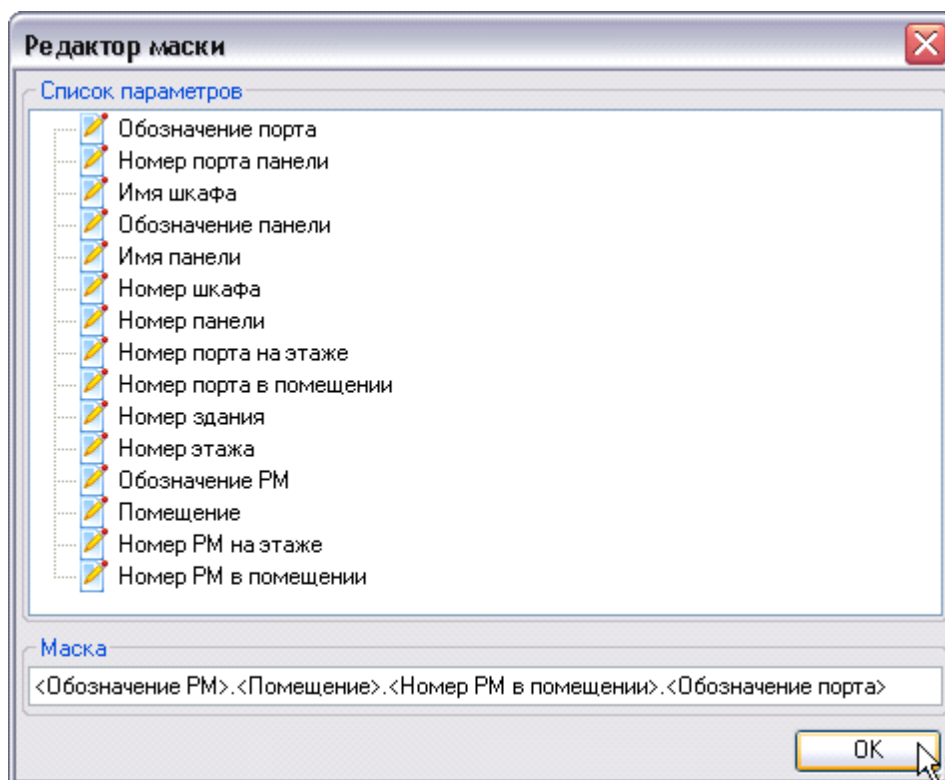 Редактор маски
Список параметров
Обозначение порта
Номер порта панели
Имя шкафа
Обозначение панели
Имя панели
Номер шкафа
Номер панели
Номер порта на этаже
Номер порта в помещении
Номер здания
Номер этажа
Обозначение РМ
Помещение
Номер РМ на этаже
Номер РМ в помещении
Маска
<Обозначение РМ>.<Помещение>.<Номер РМ в помещении>.<Обозначение порта>
ОК